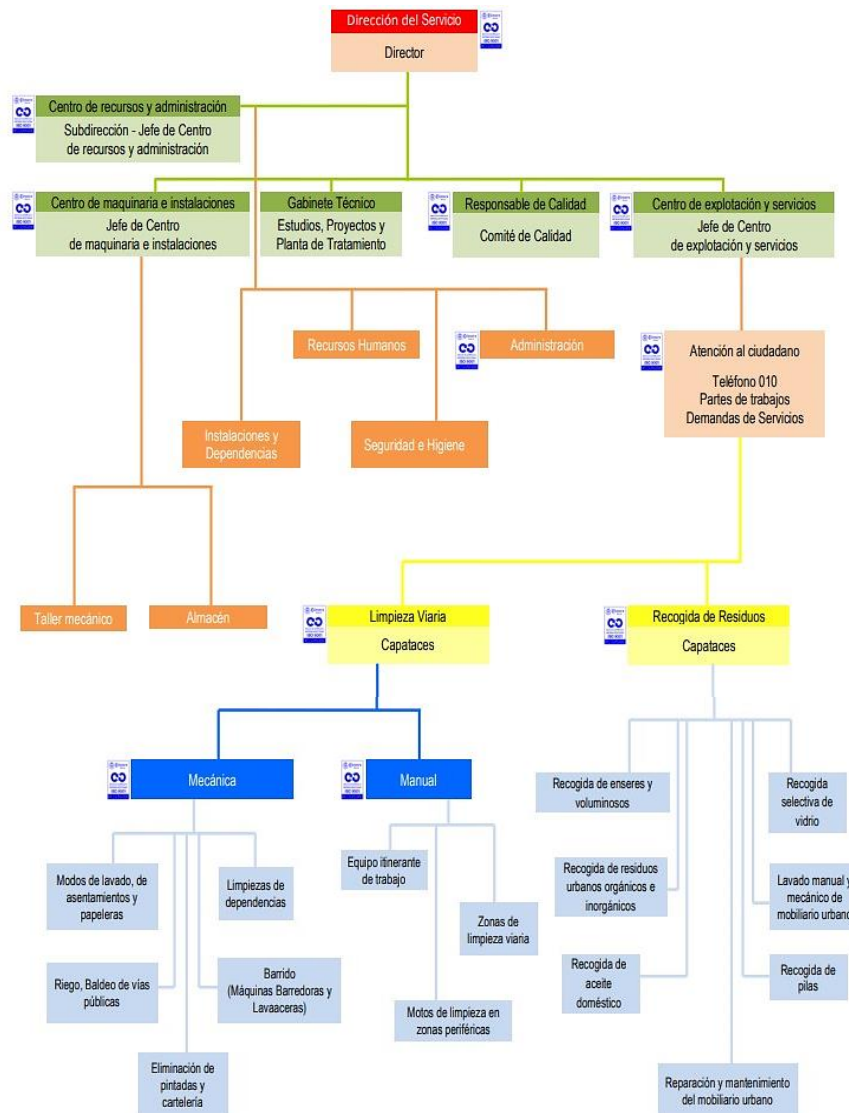 Dirección del Servicio
Director
Centro de recursos y administración
Subdirección - Jefe de Centro
de recursos y administración
Centro de maquinaria e instalaciones
Jefe de Centro
de maquinaria e instalaciones
Gabinete Técnico
Estudios, Proyectos y
Planta de Tratamiento
Responsable de Calidad
Comité de Calidad
Centro de explotación y servicios
Jefe de Centro
de explotación y servicios
Recursos Humanos
Administración
Atención al ciudadano
Teléfono 010
Partes de trabajos
Demandas de Servicios
Instalaciones y
Dependencias
Seguridad e Higiene
Taller mecánico
Almacén
Limpieza Viaria
Capataces
Recogida de Residuos
Capataces
Mecánica
Manual
Modos de lavado, de
asentamientos y
papeleras
Limpiezas de
dependencias
Riego, Baldeo de vías
públicas
Barrido
(Máquinas Barredoras y
Lavaaceras)
Eliminación de
pintadas y
cartelería
Equipo itinerante
de trabajo
Zonas de
limpieza viaria
Motos de limpieza en
zonas periféricas
Recogida de enseres y
voluminosos
Recogida
selectiva de
vidrio
Recogida de residuos
urbanos orgánicos e
inorgánicos
Lavado manual y
mecánico de
mobiliario urbano
Recogida de
aceite
doméstico
Recogida de
pilas
Reparación y mantenimiento
del mobiliario urbano